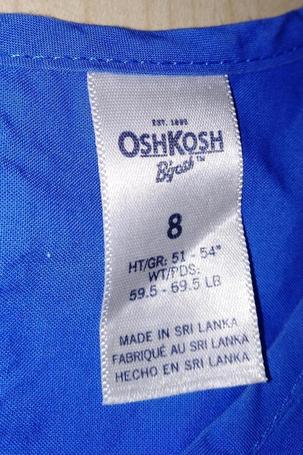 EST. 1895
OSHKOSH
B'gosh™
8
HT/GR: 51 - 54"
WT/PDS:
59.5 - 69.5 LB
MADE IN SRI LANKA
FABRIQUÉ AU SRI LANKA
HECHO EN SRI LANKA